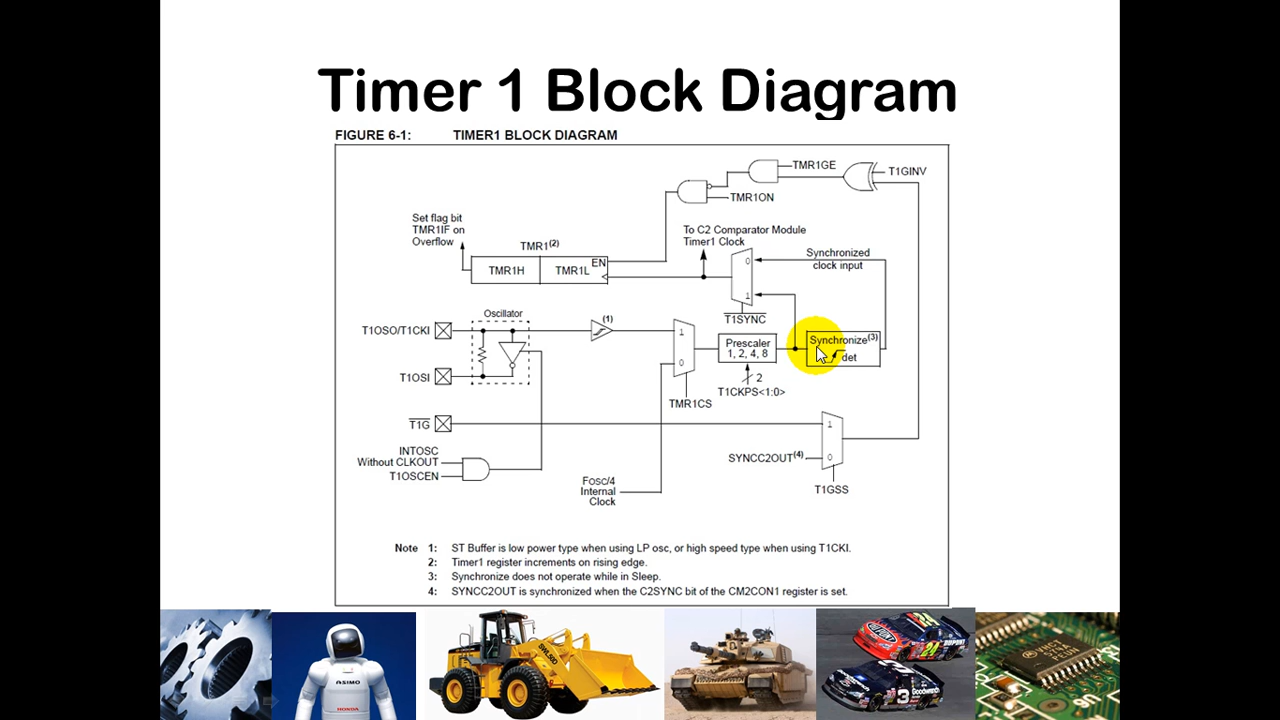 Timer 1 Block Diagram
FIGURE 6-1: TIMER1 BLOCK DIAGRAM
TMR1GE
T1GINV
TMR1ON
Set flag bit
TMR1IF on
Overflow
TMR1(2)
To C2 Comparator Module
Timer1 Clock
Synchronized
clock input
EN
TMR1H
TMR1L
0
1
T1SYNC
Oscillator
(1)
T1OSO/T1CKI
1
0
Prescaler
1, 2, 4, 8
Synchronize(3)
det
T1OSI
2
T1CKPS<1:0>
TMR1CS
T1G
1
0
INTOSC
Without CLKOUT
T1OSCEN
SYNCC2OUT(4)
FOSC/4
Internal
Clock
T1GSS
Note 1: ST Buffer is low power type when using LP osc, or high speed type when using T1CKI.
2: Timer1 register increments on rising edge.
3: Synchronize does not operate while in Sleep.
4: SYNCC2OUT is synchronized when the C2SYNC bit of the CM2CON1 register is set.
ASIMO
HONDA
24
3